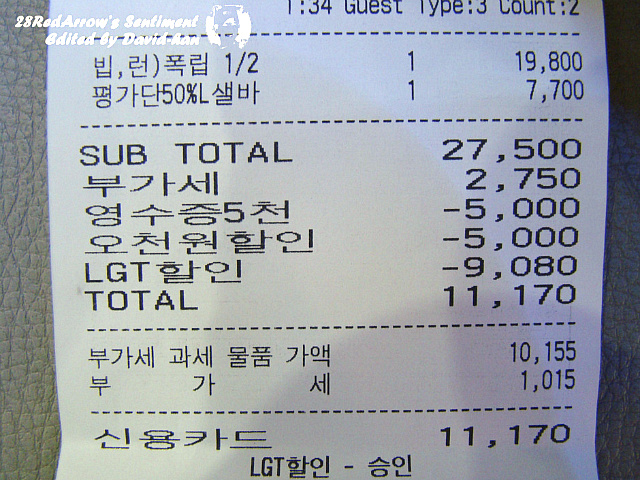 28RedArrow's Sentiment
Edited by David-han
1:34 Guest Type:3 Count:2
빕,런)폭립 1/2 1 19,800
평가단50%L샐바 1 7,700
SUB TOTAL 27,500
부가세 2,750
영수증5천 -5,000
오천원할인 -5,000
LGT할인 -9,080
TOTAL 11,170
부가세 과세 물품 가액 10,155
부 가 세 1,015
신용카드 11,170
LGT할인 - 승인